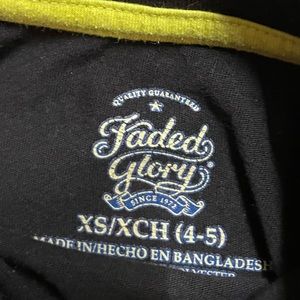 QUALITY GUARANTEED
Faded
Glory®
SINCE 1972
XS/XCH (4-5)
MADE IN/HECHO EN BANGLADESH